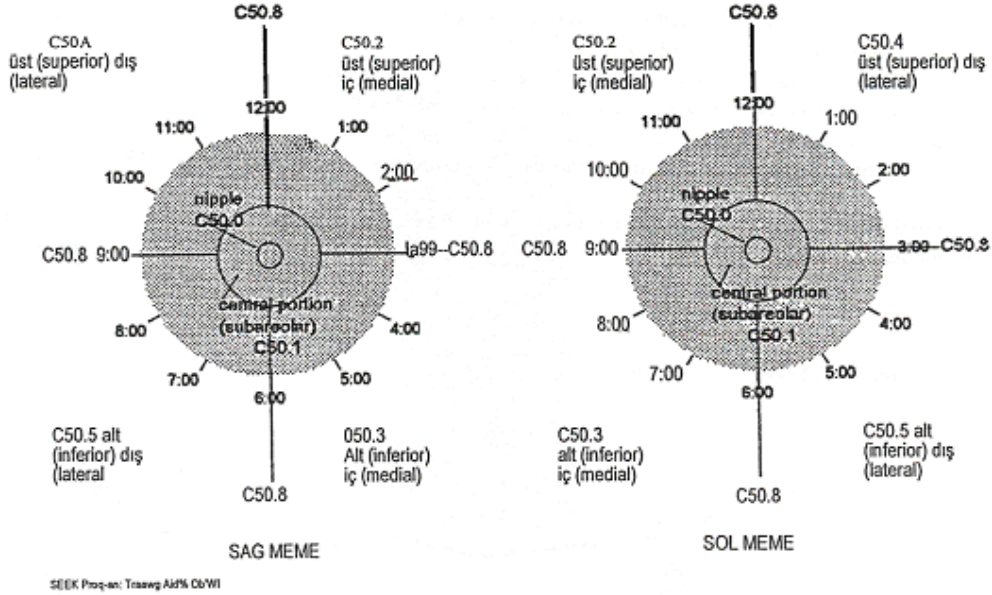 C50.8
C50A
üst (superior) dış
(lateral)
C50.2
üst (superior)
iç (medial)
12:00
11:00
1:00
10:00
2:00
nipple
C50.0
C50.8 9:00
la99--C50.8
central portion
(subareolar)
C50.1
8:00
4:00
7:00
5:00
6:00
C50.5 alt
(inferior) dış
(lateral
050.3
Alt (inferior)
iç (medial)
C50.8
SAĞ MEME
C50.8
C50.2
üst (superior)
iç (medial)
C50.4
üst (superior) dış
(lateral)
12:00
11:00
1:00
10:00
2:00
nipple
C50.0
C50.8 9:00
3:00 C50.8
central portion
(subareolar)
C50.1
8:00
4:00
7:00
5:00
6:00
C50.3
alt (inferior)
iç (medial)
C50.5 alt
(inferior) dış
(lateral)
C50.8
SOL MEME
SEEK